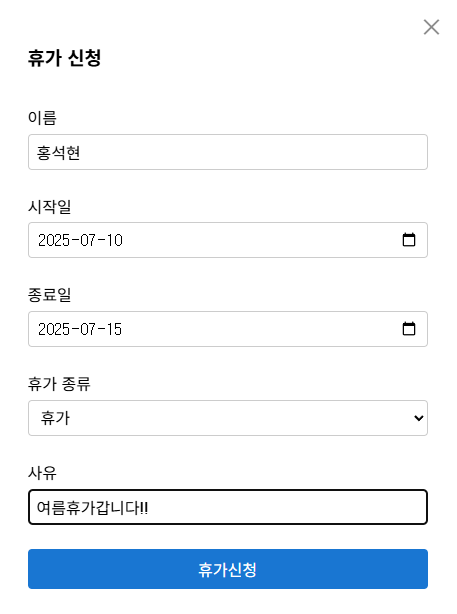 휴가 신청
이름
홍석현
시작일
2025-07-10
종료일
2025-07-15
휴가 종류
휴가
사유
여름휴가갑니다!!
휴가신청